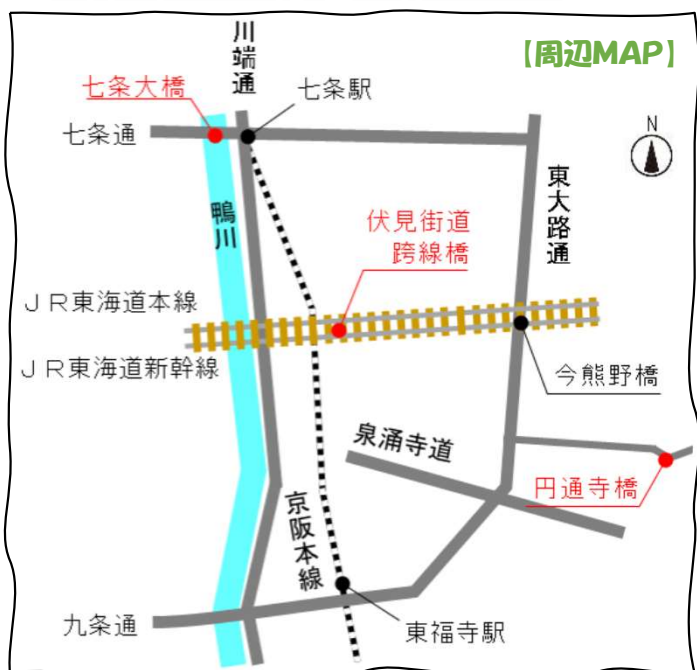 【周辺MAP】
川端通
七条大橋
七条駅
七条通
N
鴨川
東大路通
伏見街道
跨線橋
ＪＲ東海道本線
ＪＲ東海道新幹線
今熊野橋
泉涌寺道
円通寺橋
京阪本線
九条通
東福寺駅